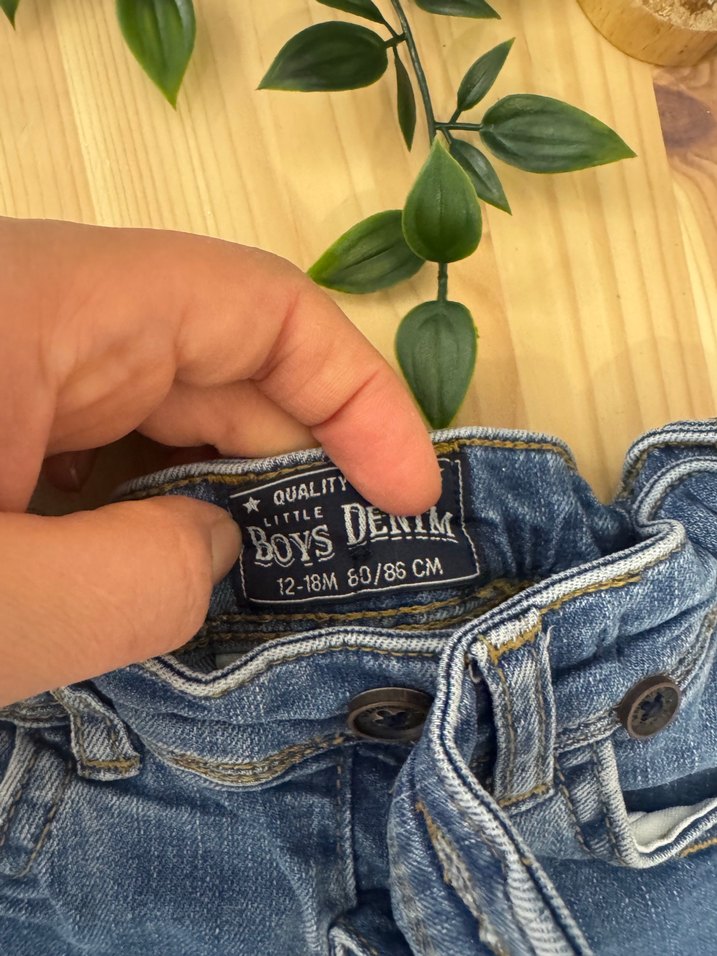 ★ QUALITY
LITTLE
BOYS DENIM
12-18M 80/86 CM